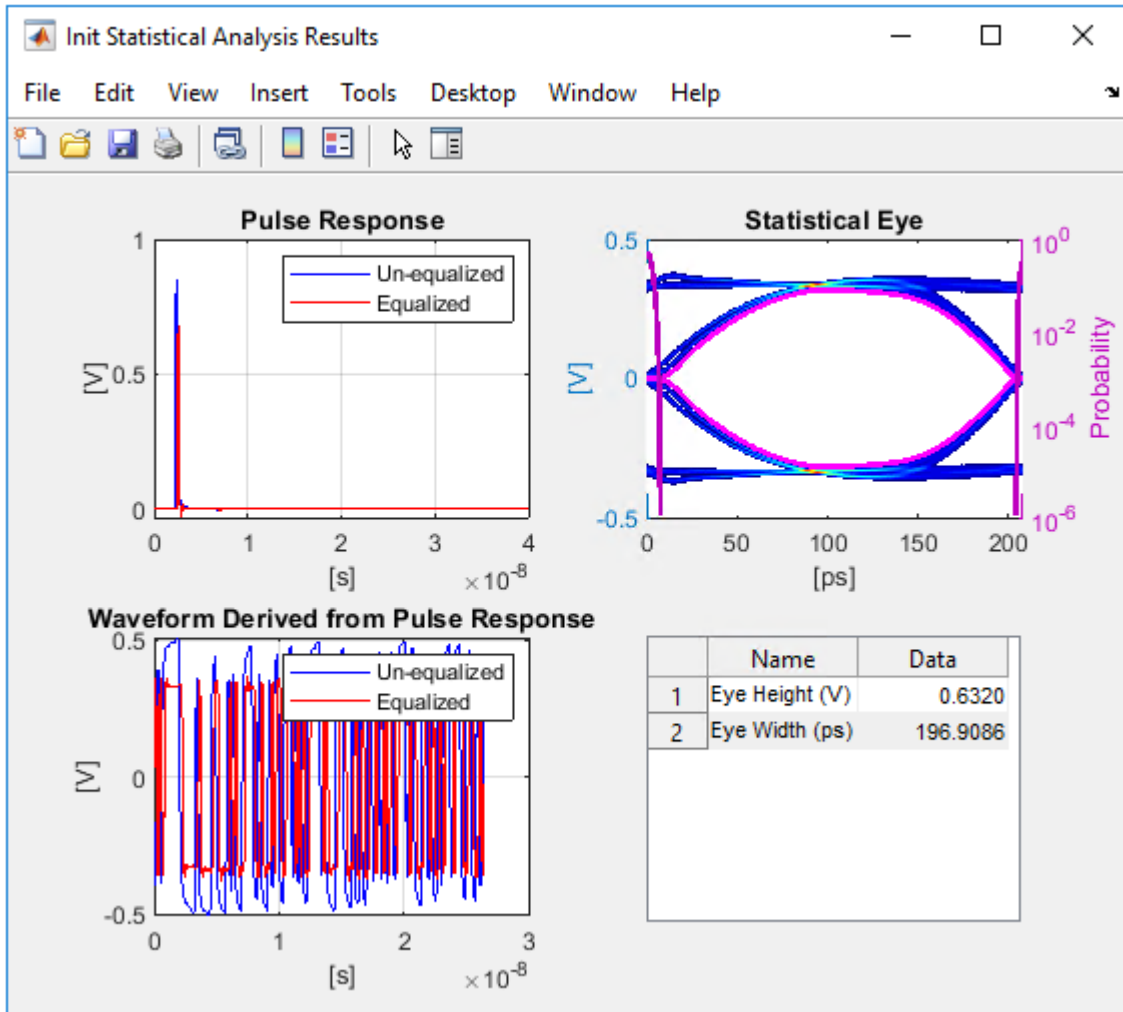 Init Statistical Analysis Results
File Edit View Insert Tools Desktop Window Help
Pulse Response
1
0.5
0
[V]
Un-equalized
Equalized
0 1 2 3 4
[s]
×10^-8
Statistical Eye
0.5
0
-0.5
[V]
10^0
10^-2
10^-4
10^-6
Probability
0 50 100 150 200
[ps]
Waveform Derived from Pulse Response
0.5
0
-0.5
[V]
Un-equalized
Equalized
0 1 2 3
[s]
×10^-8
Name Data
1 Eye Height (V) 0.6320
2 Eye Width (ps) 196.9086